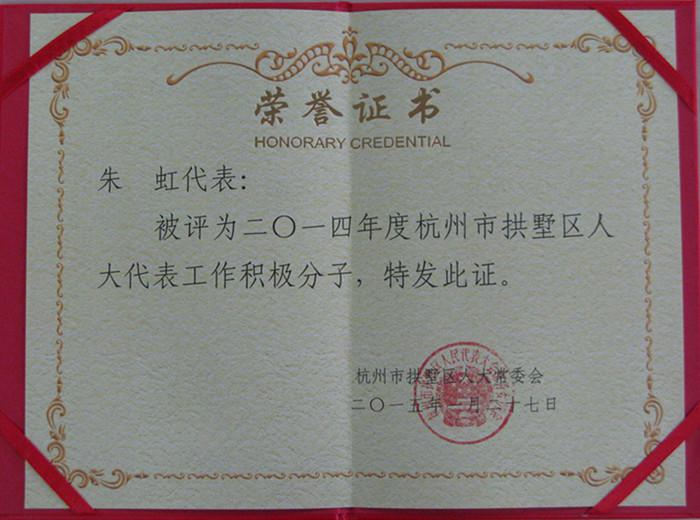 荣誉证书
HONORARY CREDENTIAL
朱 虹代表:
被评为二〇一四年度杭州市拱墅区人
大代表工作积极分子,特发此证。
杭州市拱墅区人大常委会
二〇一五年一月二十七日